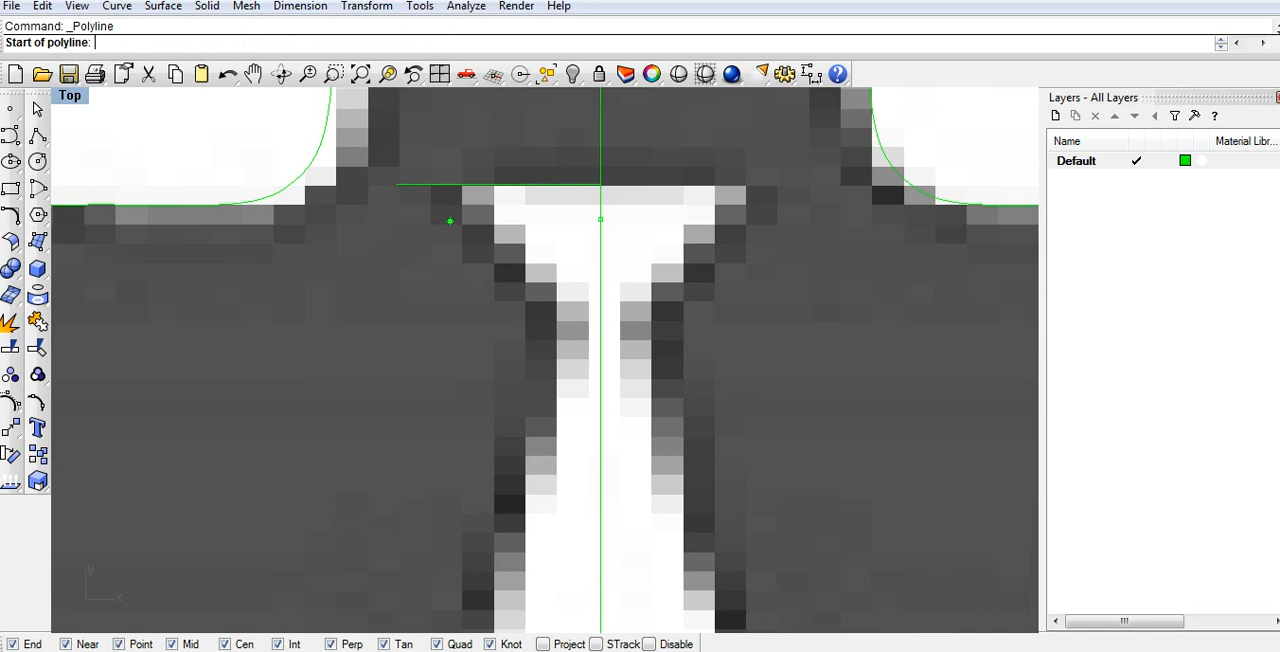 File Edit View Curve Surface Solid Mesh Dimension Transform Tools Analyze Render Help
Command: _Polyline
Start of polyline:
Top
Layers - All Layers
Name Material Libr...
Default
y
x
End Near Point Mid Cen Int Perp Tan Quad Knot Project STrack Disable